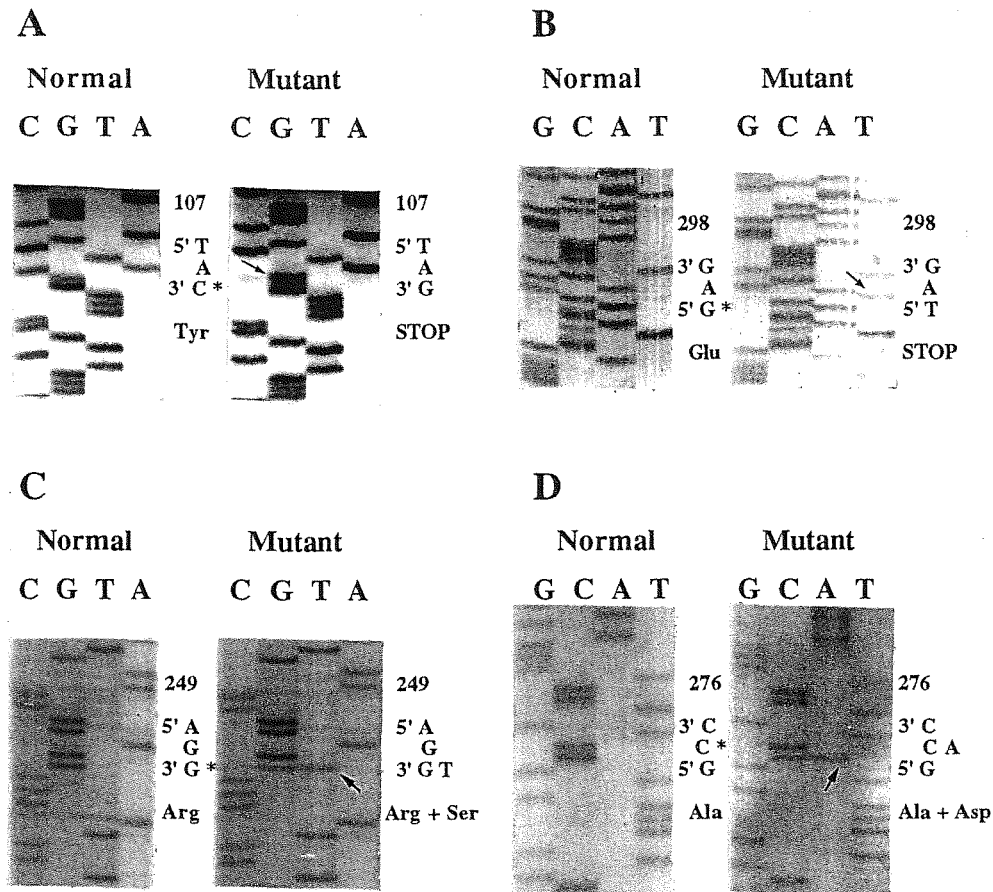 A
Normal Mutant
C G T A C G T A
107 107
5' T 5' T
A A
3' C * 3' G
Tyr STOP
B
Normal Mutant
G C A T G C A T
298 298
3' G 3' G
A A
5' G * 5' T
Glu STOP
C
Normal Mutant
C G T A C G T A
249 249
5' A 5' A
G G
3' G * 3' G T
Arg Arg + Ser
D
Normal Mutant
G C A T G C A T
276 276
3' C 3' C
C * C A
5' G 5' G
Ala Ala + Asp